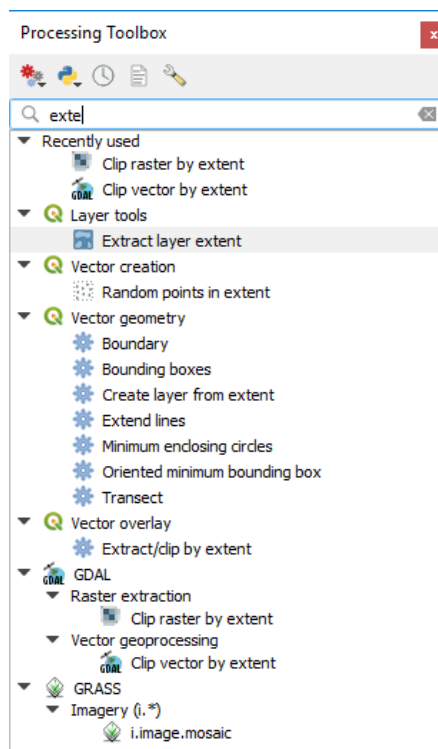 Processing Toolbox
x
exte
Recently used
Clip raster by extent
GDAL Clip vector by extent
Layer tools
Extract layer extent
Vector creation
Random points in extent
Vector geometry
Boundary
Bounding boxes
Create layer from extent
Extend lines
Minimum enclosing circles
Oriented minimum bounding box
Transect
Vector overlay
Extract/clip by extent
GDAL GDAL
Raster extraction
Clip raster by extent
Vector geoprocessing
GDAL Clip vector by extent
GRASS
Imagery (i.*)
i.image.mosaic